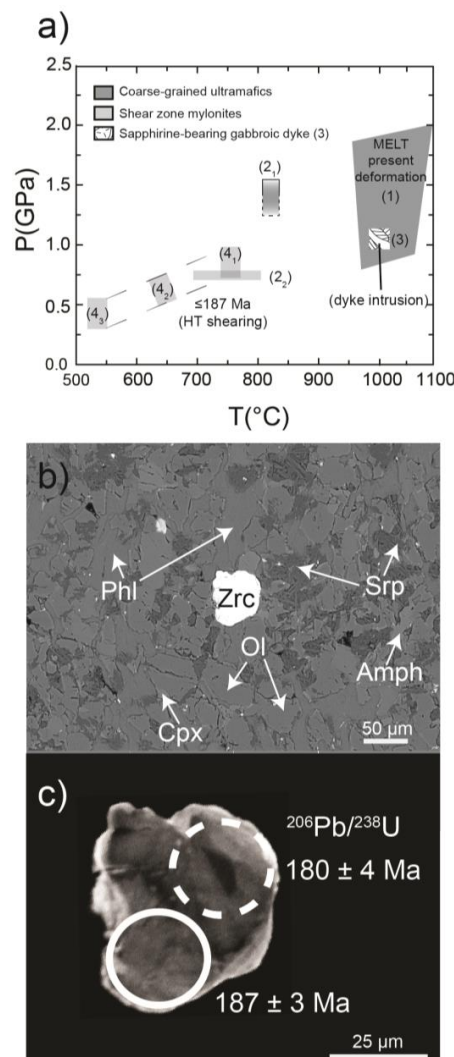 a)
P(GPa)
2.5
2.0
1.5
1.0
0.5
0.0
Coarse-grained ultramafics
Shear zone mylonites
Sapphirine-bearing gabbroic dyke (3)
MELT
present
deformation
(1)
(2₁)
(3)
(dyke intrusion)
(4₁)
(2₂)
(4₂)
(4₃)
≤187 Ma
(HT shearing)
500 600 700 800 900 1000 1100
T(°C)
b)
Phl
Zrc
Srp
Ol
Amph
Cpx
50 µm
c)
²⁰⁶Pb/²³⁸U
180 ± 4 Ma
187 ± 3 Ma
25 µm